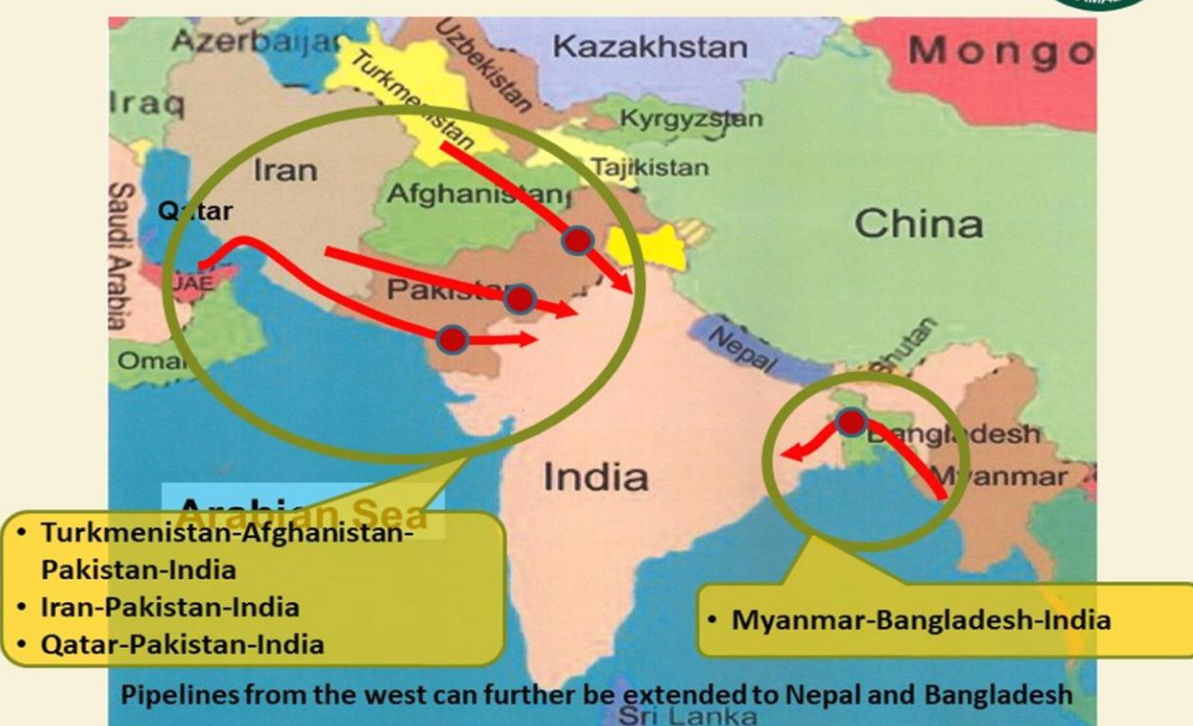 Azerbaijan
Uzbekistan
Kazakhstan
Mongo
Turkmenistan
Iraq
Kyrgyzstan
Iran
Tajikistan
Afghanistan
Saudi Arabia
Qatar
China
UAE
Pakistan
Nepal
Bhutan
Oman
Bangladesh
Myanmar
India
Arabian Sea
• Turkmenistan-Afghanistan-
Pakistan-India
• Iran-Pakistan-India
• Qatar-Pakistan-India
• Myanmar-Bangladesh-India
Pipelines from the west can further be extended to Nepal and Bangladesh
Sri Lanka